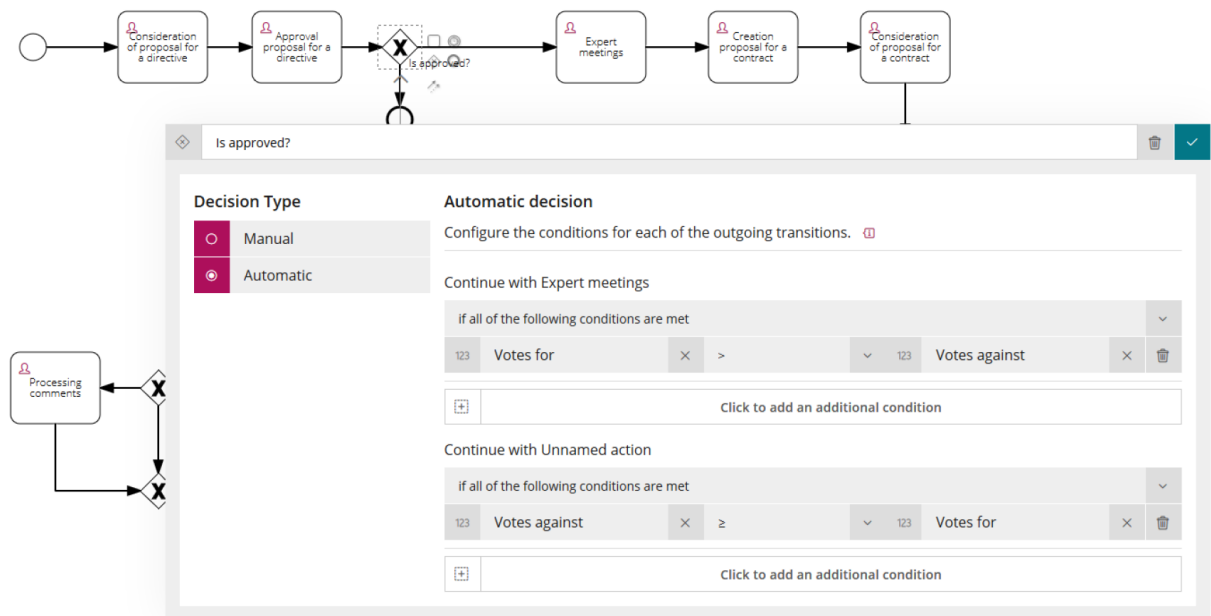 Consideration
of proposal for
a directive
Approval
proposal for a
directive
Is approved?
Expert
meetings
Creation
proposal for a
contract
Consideration
of proposal for
a contract
Is approved?
Decision Type
Manual
Automatic
Automatic decision
Configure the conditions for each of the outgoing transitions.
Continue with Expert meetings
if all of the following conditions are met
123 Votes for > 123 Votes against
Click to add an additional condition
Continue with Unnamed action
if all of the following conditions are met
123 Votes against ≥ 123 Votes for
Click to add an additional condition
Processing
comments